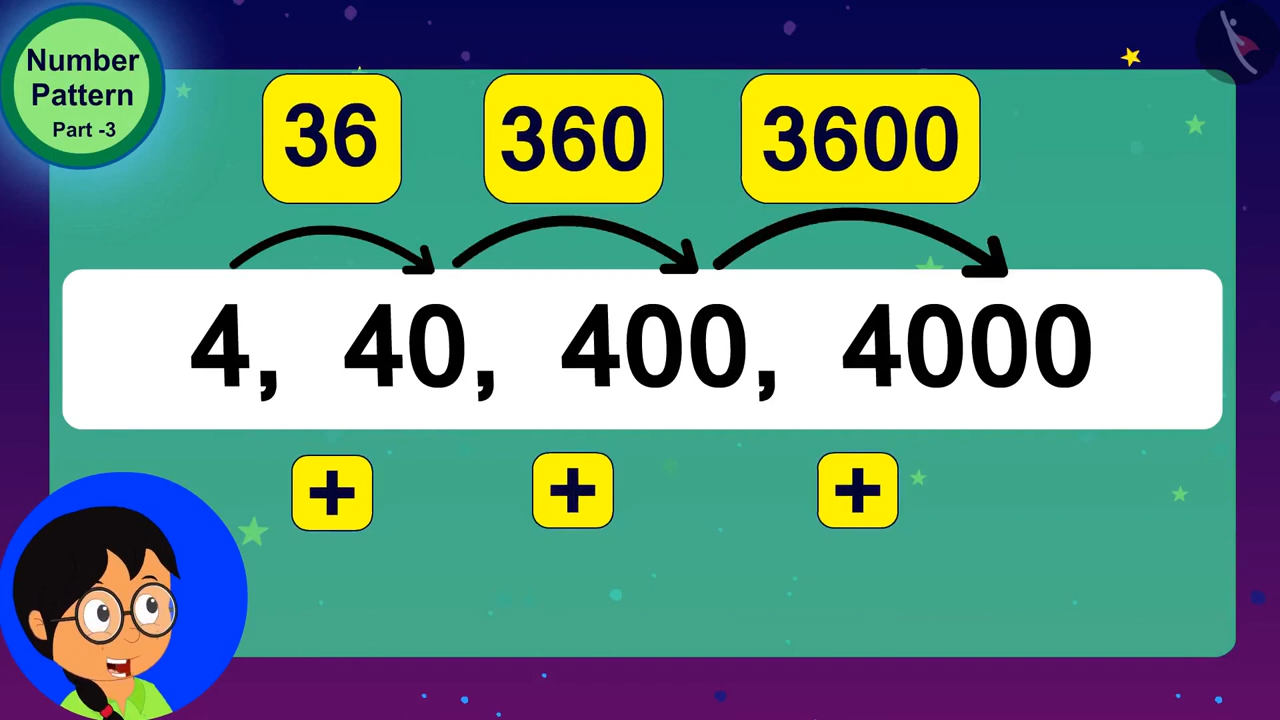 Number
Pattern
Part -3
36 360 3600
4, 40, 400, 4000
+ + +